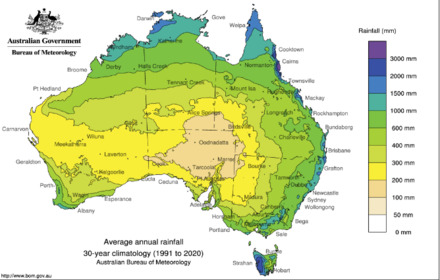 Australian Government
Bureau of Meteorology
Darwin
Gove
Weipa
Katherine
Wyndham
Cooktown
Derby
Halls Creek
Normanton
Cairns
Broome
Townsville
Tennant Creek
Mount Isa
Mackay
Pt Hedland
Longreach
Rockhampton
Alice Springs
Bundaberg
Carnarvon
Birdsville
Wiluna
Charleville
Meekatharra
Oodnadatta
Brisbane
Geraldton
Laverton
Marree
Bourke
Grafton
Kalgoorlie
Tarcoola
Perth
Ceduna
Newcastle
Esperance
Mildura
Sydney
Albany
Adelaide
Wollongong
Bega
Portland
Sale
Strahan
Hobart
Rainfall (mm)
3000 mm
2000 mm
1500 mm
1000 mm
600 mm
400 mm
300 mm
200 mm
100 mm
50 mm
0 mm
Average annual rainfall
30-year climatology (1991 to 2020)
Australian Bureau of Meteorology
http://www.bom.gov.au